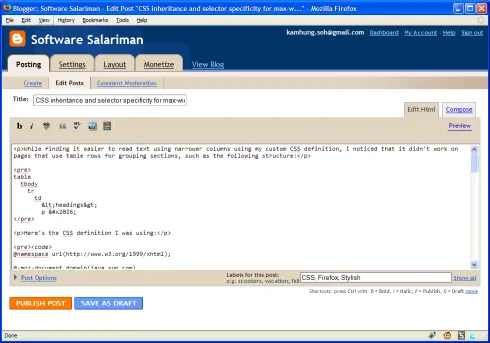 Blogger: Software Salariman - Edit Post "CSS inheritance and selector specificity for max-w..." - Mozilla Firefox
File Edit View History Bookmarks Tools Help
kamhung.soh@gmail.com Dashboard My Account Help Sign out
Software Salariman
Posting Settings Layout Monetize View Blog
Create Edit Posts Comment Moderation
Title: CSS inheritance and selector specificity for max-wi
Edit Html Compose
b i Preview
<p>While finding it easier to read text using narrower columns using my custom CSS definition, I noticed that it didn't work on
pages that use table rows for grouping sections, such as the following structure:</p>
<pre>
table
tbody
tr
td
&lt;headings&gt;
p &#x2026;
</pre>
<p>Here's the CSS definition I was using:</p>
<pre><code>
@namespace url(http://www.w3.org/1999/xhtml);
@-moz-document domain(java.sun.com)
Post Options
Labels for this post:
e.g. scooters, vacation, fall
CSS, Firefox, Stylish
Show all
Shortcuts: press Ctrl with: B = Bold, I = Italic, P = Publish, D = Draft more
PUBLISH POST SAVE AS DRAFT
Done